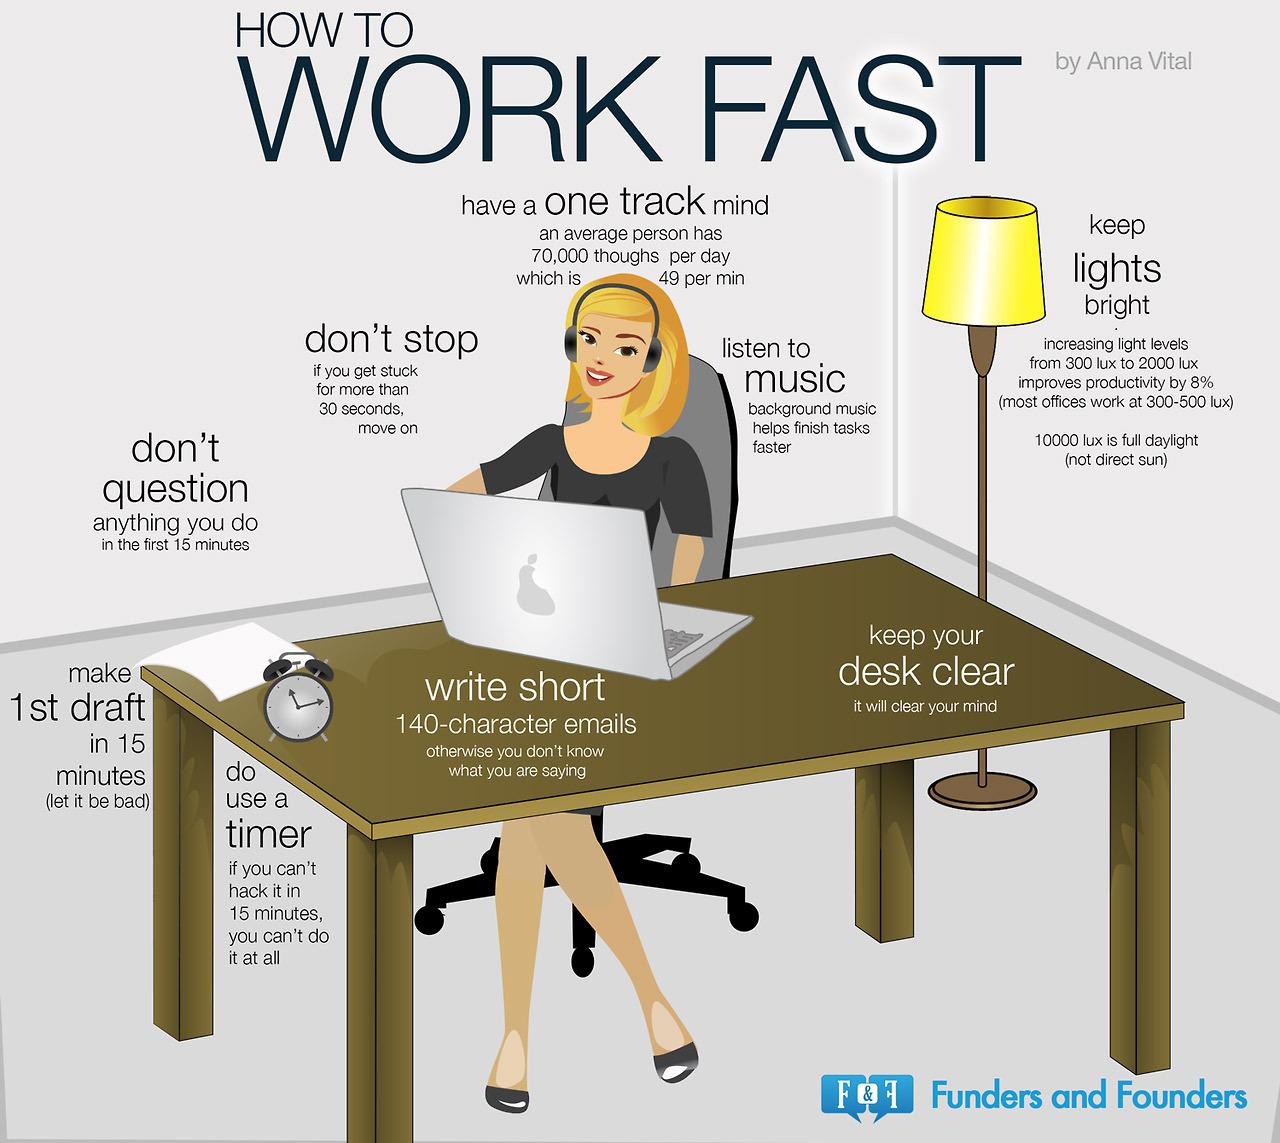 HOW TO
WORK FAST
by Anna Vital
have a one track mind
an average person has
70,000 thoughs per day
which is 49 per min
keep
lights
bright
.
increasing light levels
from 300 lux to 2000 lux
improves productivity by 8%
(most offices work at 300-500 lux)
10000 lux is full daylight
(not direct sun)
don't stop
if you get stuck
for more than
30 seconds,
move on
listen to
music
background music
helps finish tasks
faster
don't
question
anything you do
in the first 15 minutes
make
1st draft
in 15
minutes
(let it be bad)
write short
140-character emails
otherwise you don't know
what you are saying
keep your
desk clear
it will clear your mind
do
use a
timer
if you can't
hack it in
15 minutes,
you can't do
it at all
F & F Funders and Founders